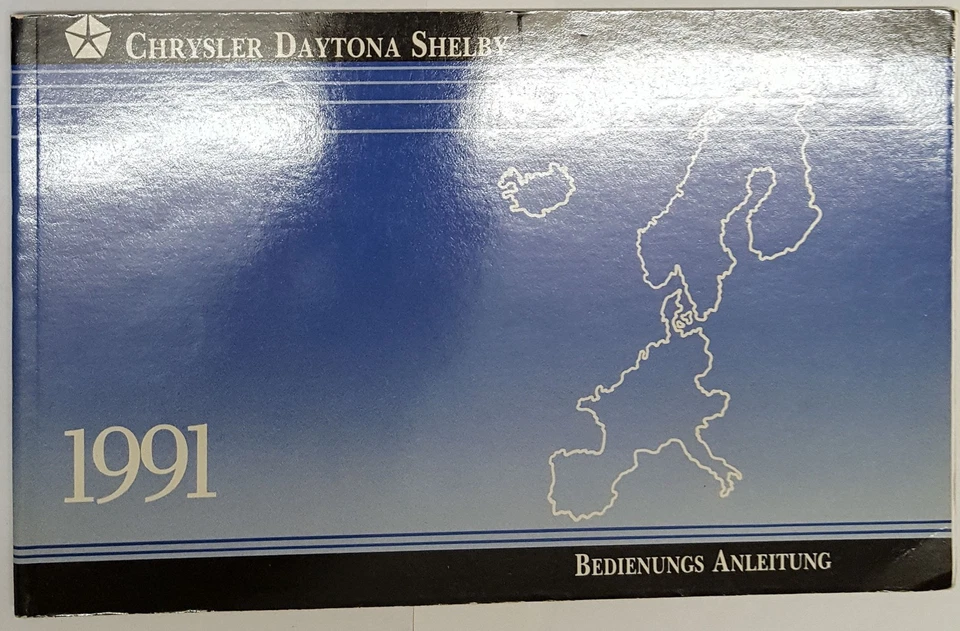 CHRYSLER DAYTONA SHELBY
1991
BEDIENUNGS ANLEITUNG